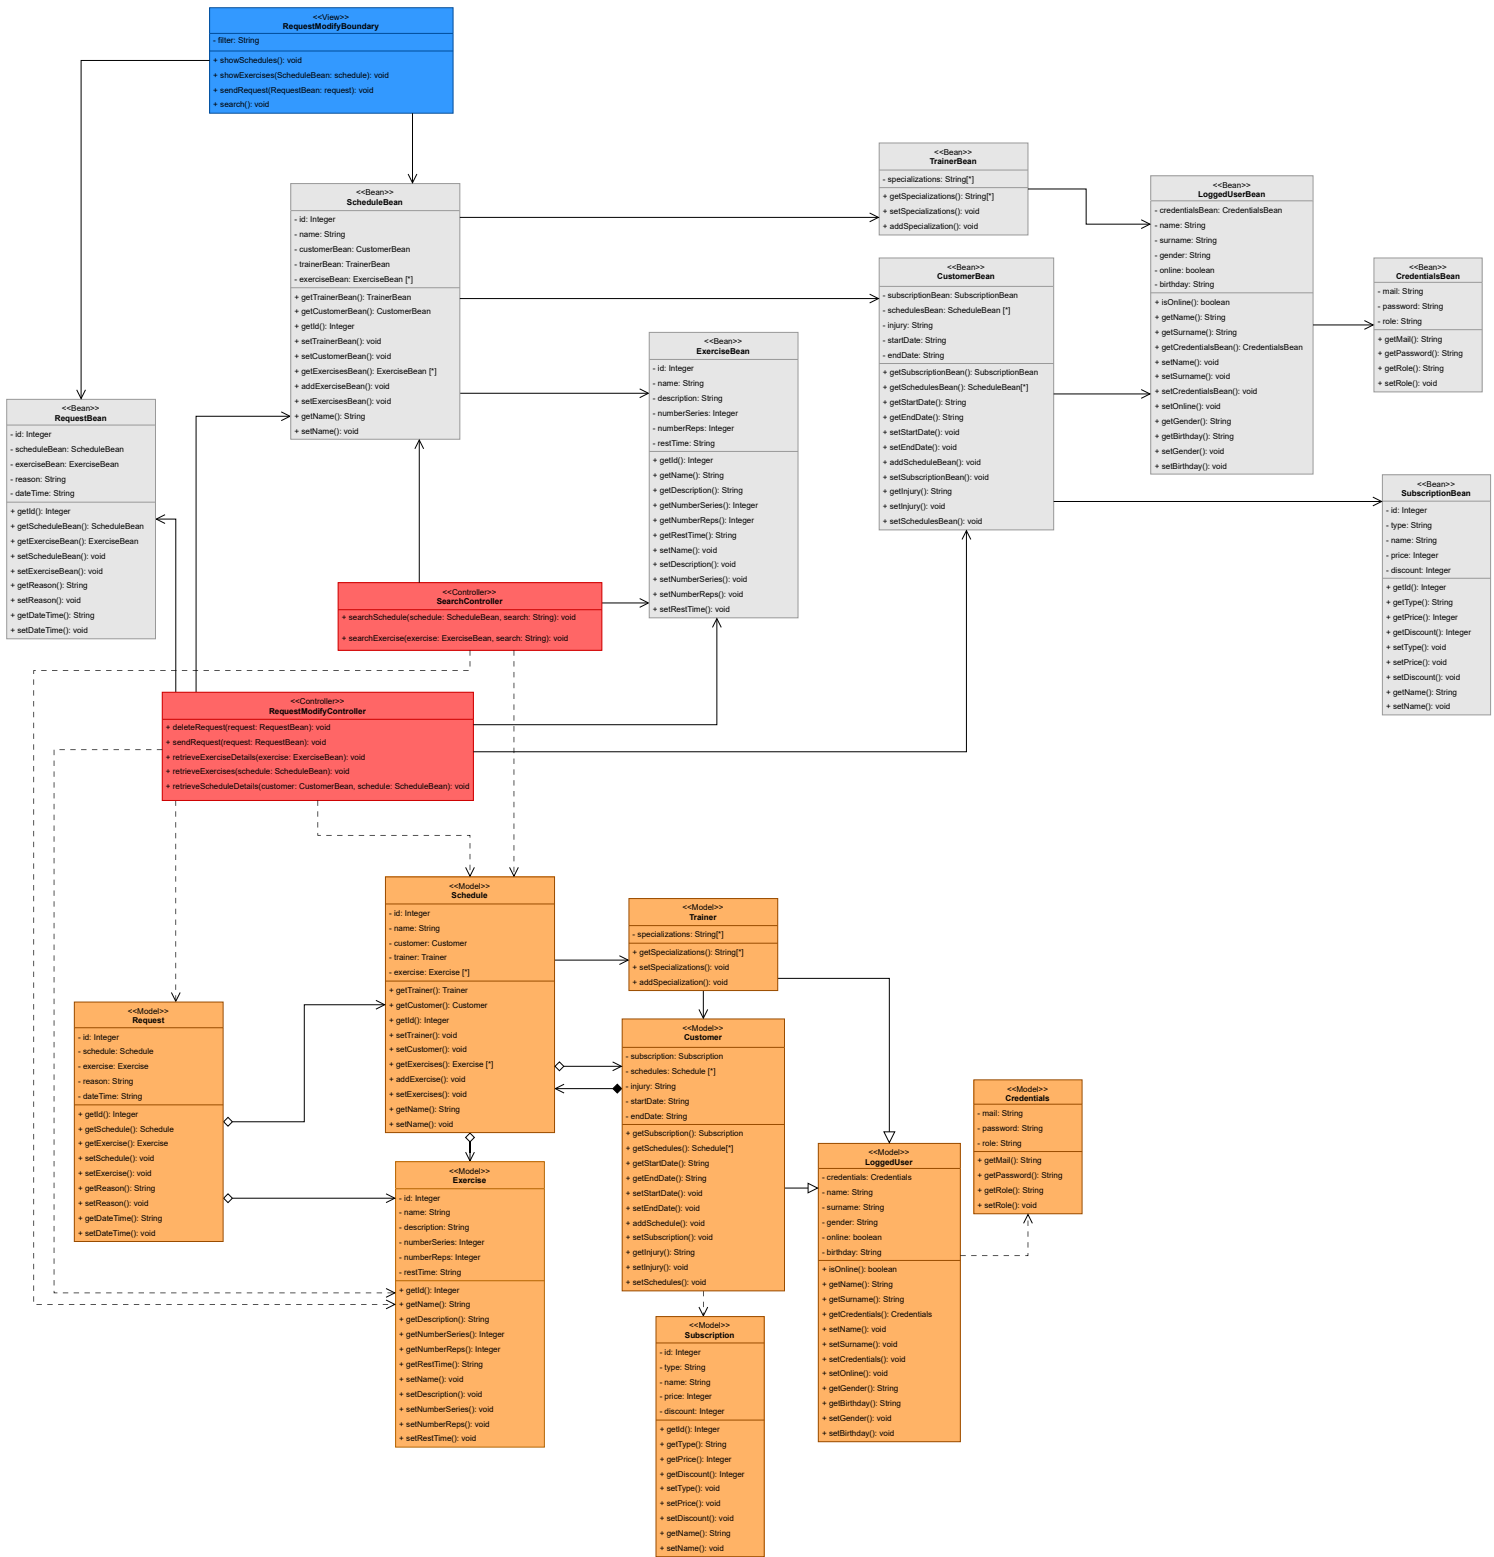 <<View>>
RequestModifyBoundary
- filter: String
+ showSchedules(): void
+ showExercises(ScheduleBean: schedule): void
+ sendRequest(RequestBean: request): void
+ search(): void
<<Bean>>
TrainerBean
- specializations: String[*]
+ getSpecializations(): String[*]
+ setSpecializations(): void
+ addSpecialization(): void
<<Bean>>
ScheduleBean
- id: Integer
- name: String
- customerBean: CustomerBean
- trainerBean: TrainerBean
- exerciseBean: ExerciseBean [*]
+ getTrainerBean(): TrainerBean
+ getCustomerBean(): CustomerBean
+ getId(): Integer
+ setTrainerBean(): void
+ setCustomerBean(): void
+ getExercisesBean(): ExerciseBean [*]
+ addExerciseBean(): void
+ setExercisesBean(): void
+ getName(): String
+ setName(): void
<<Bean>>
LoggedUserBean
- credentialsBean: CredentialsBean
- name: String
- surname: String
- gender: String
- online: boolean
- birthday: String
+ isOnline(): boolean
+ getName(): String
+ getSurname(): String
+ getCredentialsBean(): CredentialsBean
+ setName(): void
+ setSurname(): void
+ setCredentialsBean(): void
+ setOnline(): void
+ getGender(): String
+ getBirthday(): String
+ setGender(): void
+ setBirthday(): void
<<Bean>>
CustomerBean
- subscriptionBean: SubscriptionBean
- schedulesBean: ScheduleBean [*]
- injury: String
- startDate: String
- endDate: String
+ getSubscriptionBean(): SubscriptionBean
+ getSchedulesBean(): ScheduleBean[*]
+ getStartDate(): String
+ getEndDate(): String
+ setStartDate(): void
+ setEndDate(): void
+ addScheduleBean(): void
+ setSubscriptionBean(): void
+ getInjury(): String
+ setInjury(): void
+ setSchedulesBean(): void
<<Bean>>
CredentialsBean
- mail: String
- password: String
- role: String
+ getMail(): String
+ getPassword(): String
+ getRole(): String
+ setRole(): void
<<Bean>>
ExerciseBean
- id: Integer
- name: String
- description: String
- numberSeries: Integer
- numberReps: Integer
- restTime: String
+ getId(): Integer
+ getName(): String
+ getDescription(): String
+ getNumberSeries(): Integer
+ getNumberReps(): Integer
+ getRestTime(): String
+ setName(): void
+ setDescription(): void
+ setNumberSeries(): void
+ setNumberReps(): void
+ setRestTime(): void
<<Bean>>
RequestBean
- id: Integer
- scheduleBean: ScheduleBean
- exerciseBean: ExerciseBean
- reason: String
- dateTime: String
+ getId(): Integer
+ getScheduleBean(): ScheduleBean
+ getExerciseBean(): ExerciseBean
+ setScheduleBean(): void
+ setExerciseBean(): void
+ getReason(): String
+ setReason(): void
+ getDateTime(): String
+ setDateTime(): void
<<Bean>>
SubscriptionBean
- id: Integer
- type: String
- name: String
- price: Integer
- discount: Integer
+ getId(): Integer
+ getType(): String
+ getPrice(): Integer
+ getDiscount(): Integer
+ setType(): void
+ setPrice(): void
+ setDiscount(): void
+ getName(): String
+ setName(): void
<<Controller>>
SearchController
+ searchSchedule(schedule: ScheduleBean, search: String): void
+ searchExercise(exercise: ExerciseBean, search: String): void
<<Controller>>
RequestModifyController
+ deleteRequest(request: RequestBean): void
+ sendRequest(request: RequestBean): void
+ retrieveExerciseDetails(exercise: ExerciseBean): void
+ retrieveExercises(schedule: ScheduleBean): void
+ retrieveScheduleDetails(customer: CustomerBean, schedule: ScheduleBean): void
<<Model>>
Schedule
- id: Integer
- name: String
- customer: Customer
- trainer: Trainer
- exercise: Exercise [*]
+ getTrainer(): Trainer
+ getCustomer(): Customer
+ getId(): Integer
+ setTrainer(): void
+ setCustomer(): void
+ getExercises(): Exercise [*]
+ addExercise(): void
+ setExercises(): void
+ getName(): String
+ setName(): void
<<Model>>
Trainer
- specializations: String[*]
+ getSpecializations(): String[*]
+ setSpecializations(): void
+ addSpecialization(): void
<<Model>>
Request
- id: Integer
- schedule: Schedule
- exercise: Exercise
- reason: String
- dateTime: String
+ getId(): Integer
+ getSchedule(): Schedule
+ getExercise(): Exercise
+ setSchedule(): void
+ setExercise(): void
+ getReason(): String
+ setReason(): void
+ getDateTime(): String
+ setDateTime(): void
<<Model>>
Customer
- subscription: Subscription
- schedules: Schedule [*]
- injury: String
- startDate: String
- endDate: String
+ getSubscription(): Subscription
+ getSchedules(): Schedule[*]
+ getStartDate(): String
+ getEndDate(): String
+ setStartDate(): void
+ setEndDate(): void
+ addSchedule(): void
+ setSubscription(): void
+ getInjury(): String
+ setInjury(): void
+ setSchedules(): void
<<Model>>
Credentials
- mail: String
- password: String
- role: String
+ getMail(): String
+ getPassword(): String
+ getRole(): String
+ setRole(): void
<<Model>>
LoggedUser
- credentials: Credentials
- name: String
- surname: String
- gender: String
- online: boolean
- birthday: String
+ isOnline(): boolean
+ getName(): String
+ getSurname(): String
+ getCredentials(): Credentials
+ setName(): void
+ setSurname(): void
+ setCredentials(): void
+ setOnline(): void
+ getGender(): String
+ getBirthday(): String
+ setGender(): void
+ setBirthday(): void
<<Model>>
Exercise
- id: Integer
- name: String
- description: String
- numberSeries: Integer
- numberReps: Integer
- restTime: String
+ getId(): Integer
+ getName(): String
+ getDescription(): String
+ getNumberSeries(): Integer
+ getNumberReps(): Integer
+ getRestTime(): String
+ setName(): void
+ setDescription(): void
+ setNumberSeries(): void
+ setNumberReps(): void
+ setRestTime(): void
<<Model>>
Subscription
- id: Integer
- type: String
- name: String
- price: Integer
- discount: Integer
+ getId(): Integer
+ getType(): String
+ getPrice(): Integer
+ getDiscount(): Integer
+ setType(): void
+ setPrice(): void
+ setDiscount(): void
+ getName(): String
+ setName(): void